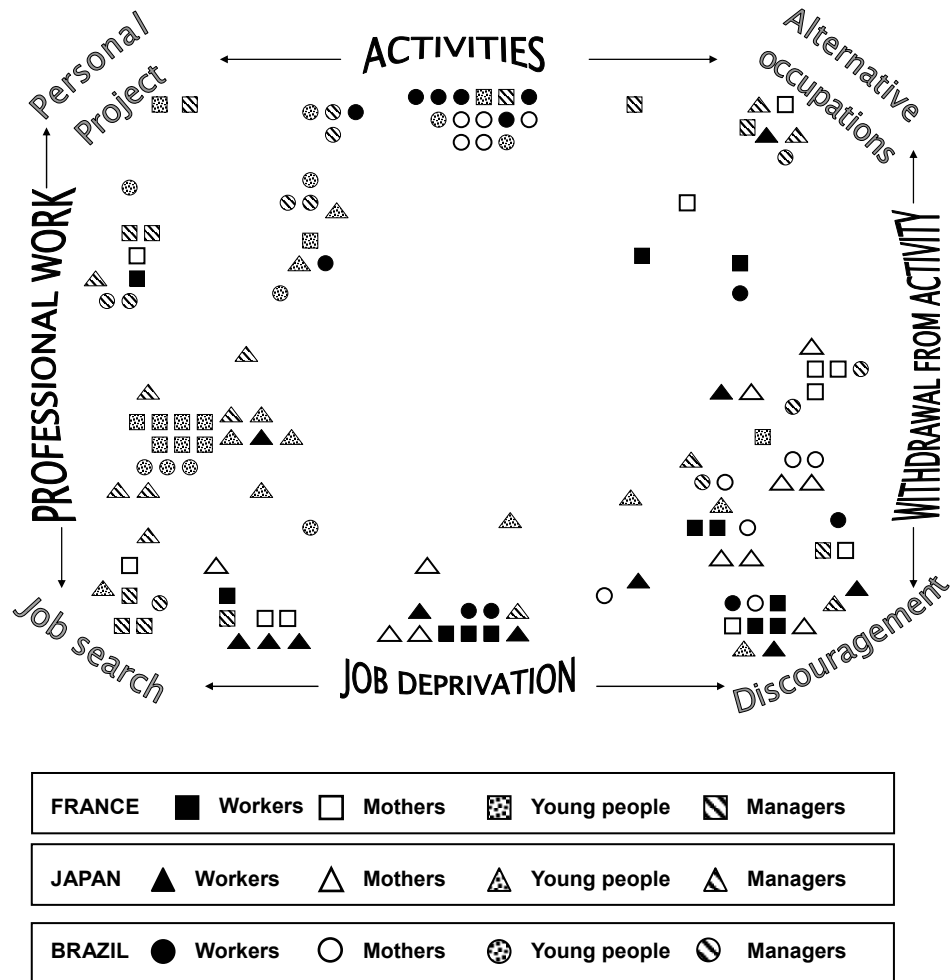 Personal
Project
ACTIVITIES
Alternative
occupations
PROFESSIONAL WORK
WITHDRAWAL FROM ACTIVITY
Job search
JOB DEPRIVATION
Discouragement
FRANCE Workers Mothers Young people Managers
JAPAN Workers Mothers Young people Managers
BRAZIL Workers Mothers Young people Managers